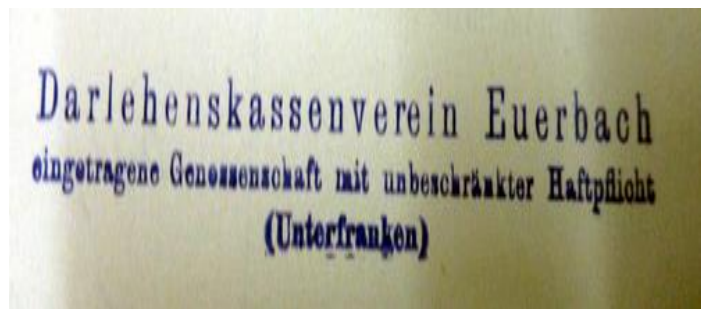 Darlehenskassenverein Euerbach
eingetragene Genossenschaft mit unbeschränkter Haftpflicht
(Unterfranken)